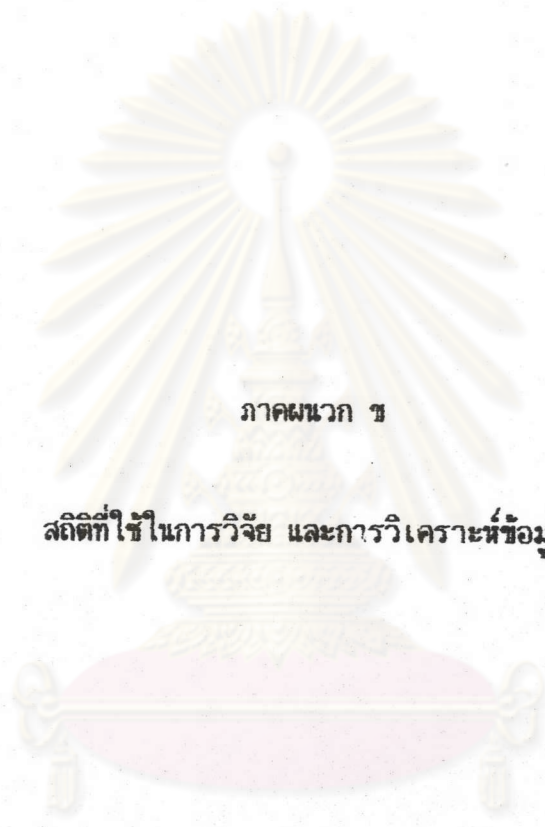 ภาคผนวก ช
สถิติที่ใช้ในการวิจัย และการวิเคราะห์ข้อมู